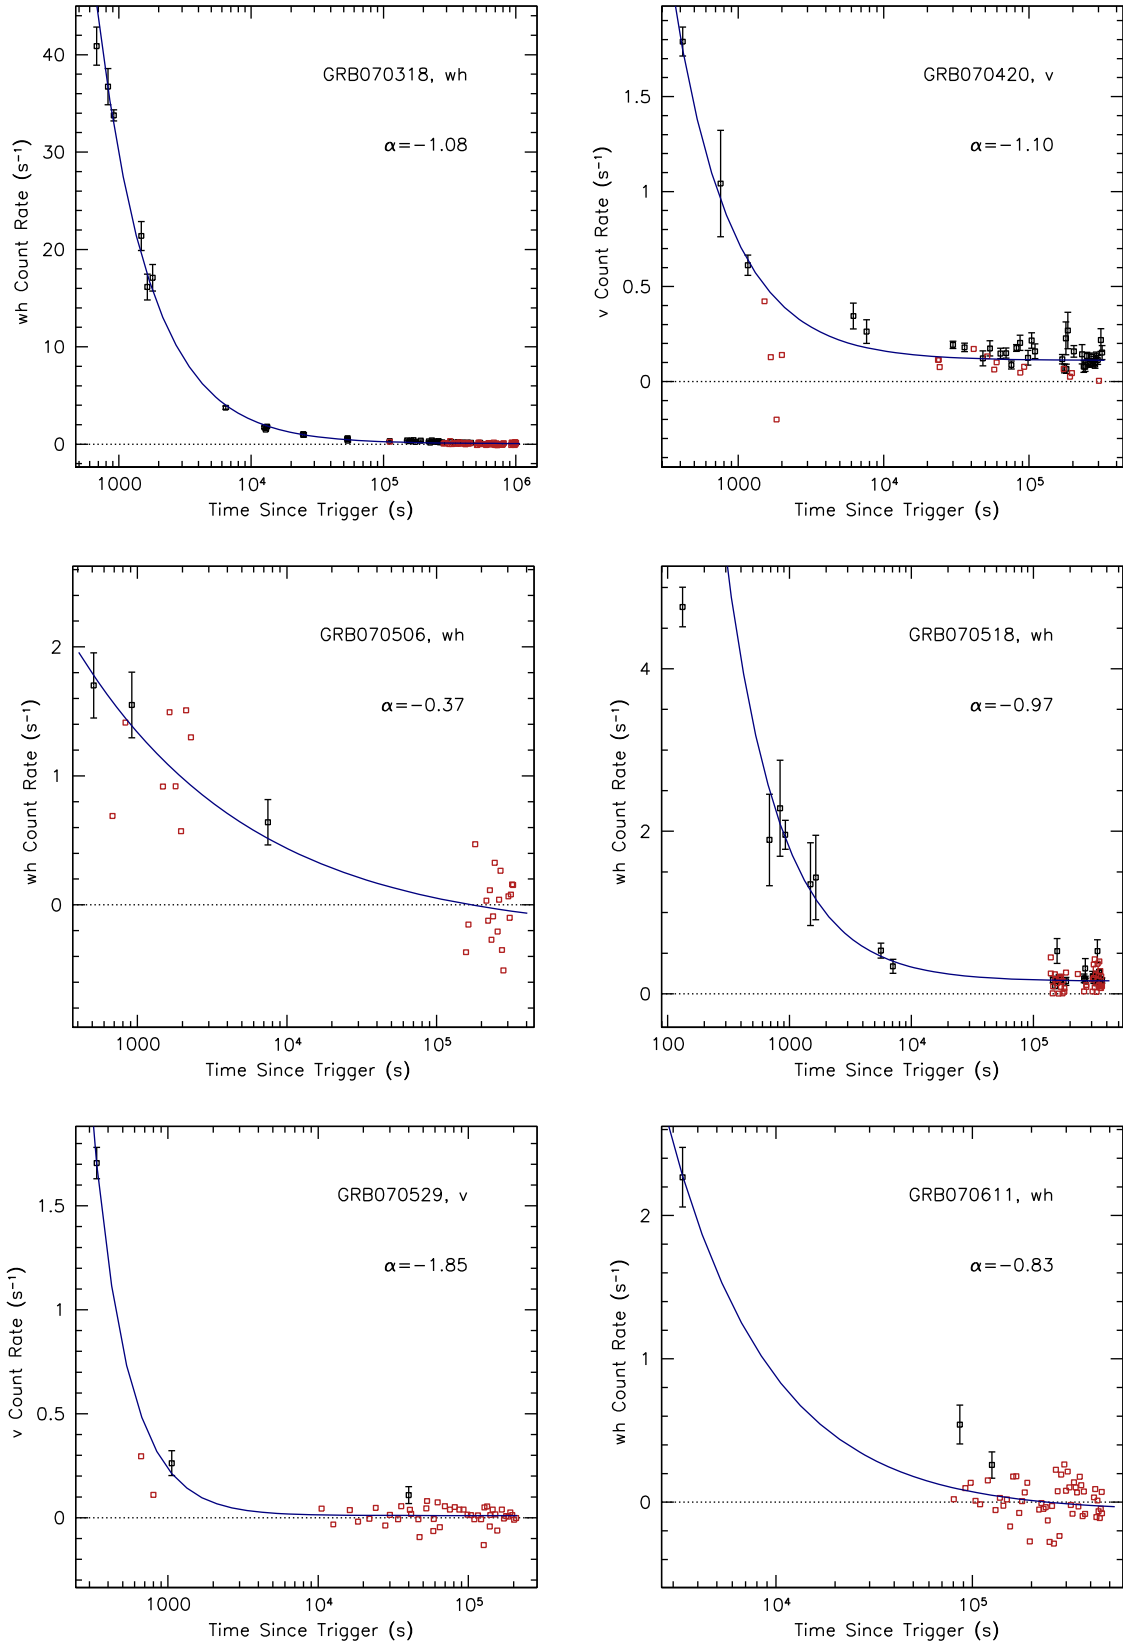 GRB070318, wh
α=−1.08
wh Count Rate (s⁻¹)
40
30
20
10
0
1000
10⁴
10⁵
10⁶
Time Since Trigger (s)
GRB070420, v
α=−1.10
v Count Rate (s⁻¹)
1.5
1
0.5
0
1000
10⁴
10⁵
Time Since Trigger (s)
GRB070506, wh
α=−0.37
wh Count Rate (s⁻¹)
2
1
0
1000
10⁴
10⁵
Time Since Trigger (s)
GRB070518, wh
α=−0.97
wh Count Rate (s⁻¹)
4
2
0
100
1000
10⁴
10⁵
Time Since Trigger (s)
GRB070529, v
α=−1.85
v Count Rate (s⁻¹)
1.5
1
0.5
0
1000
10⁴
10⁵
Time Since Trigger (s)
GRB070611, wh
α=−0.83
wh Count Rate (s⁻¹)
2
1
0
10⁴
10⁵
Time Since Trigger (s)